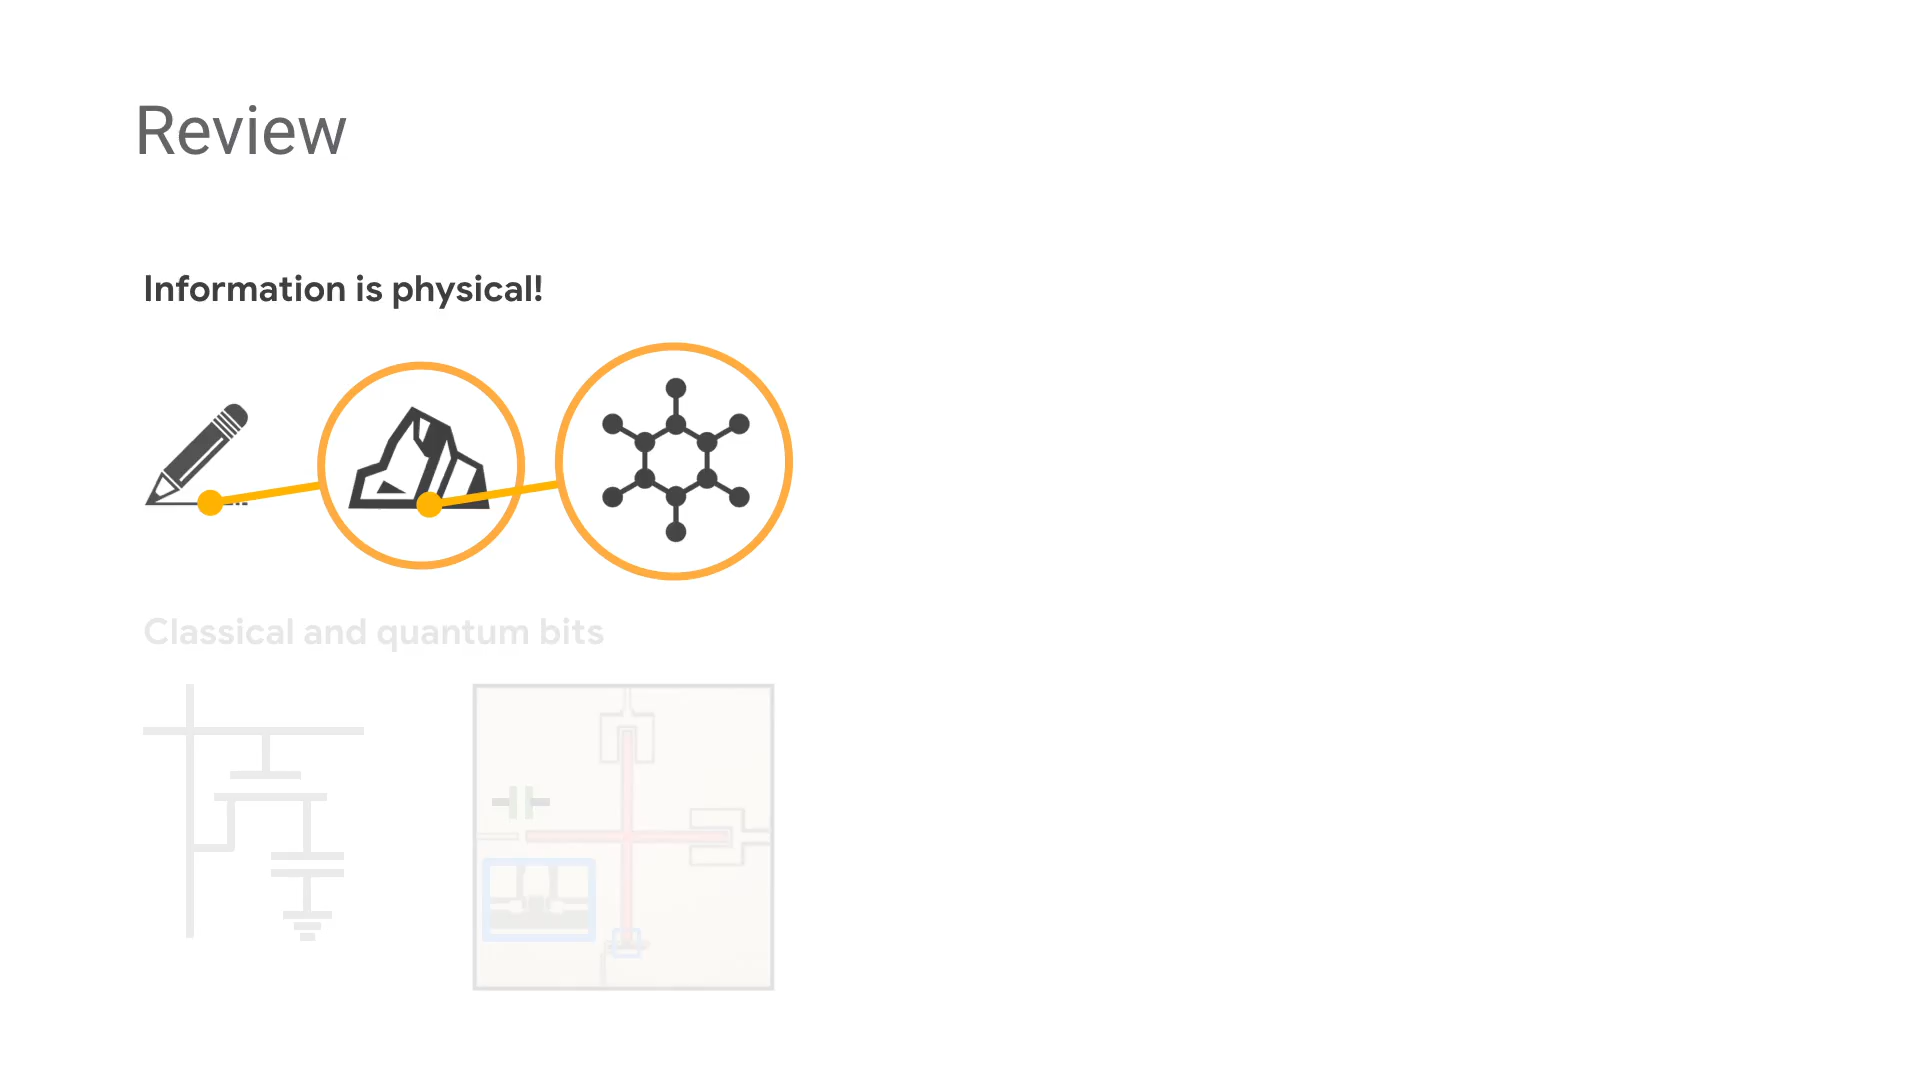 Review
Information is physical!
Classical and quantum bits